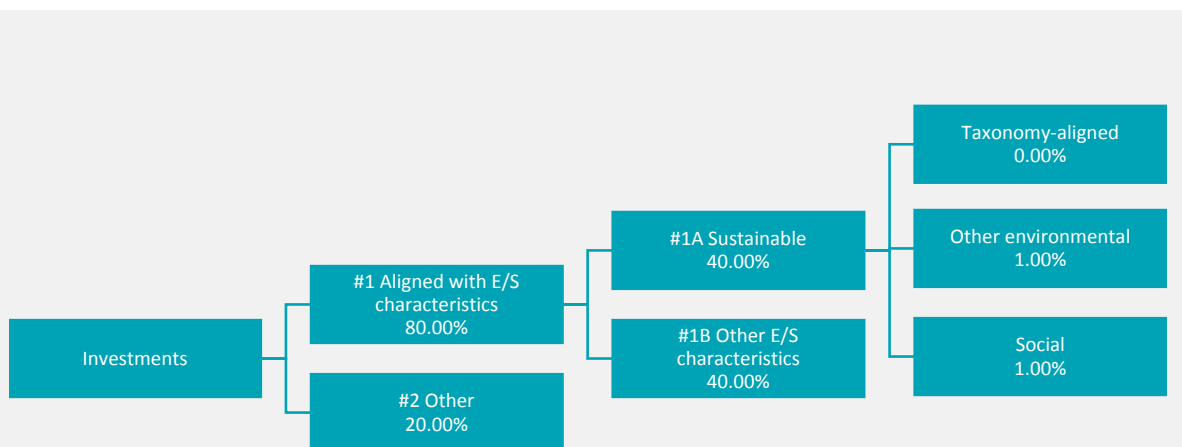 Investments
#1 Aligned with E/S
characteristics
80.00%
#2 Other
20.00%
#1A Sustainable
40.00%
#1B Other E/S
characteristics
40.00%
Taxonomy-aligned
0.00%
Other environmental
1.00%
Social
1.00%